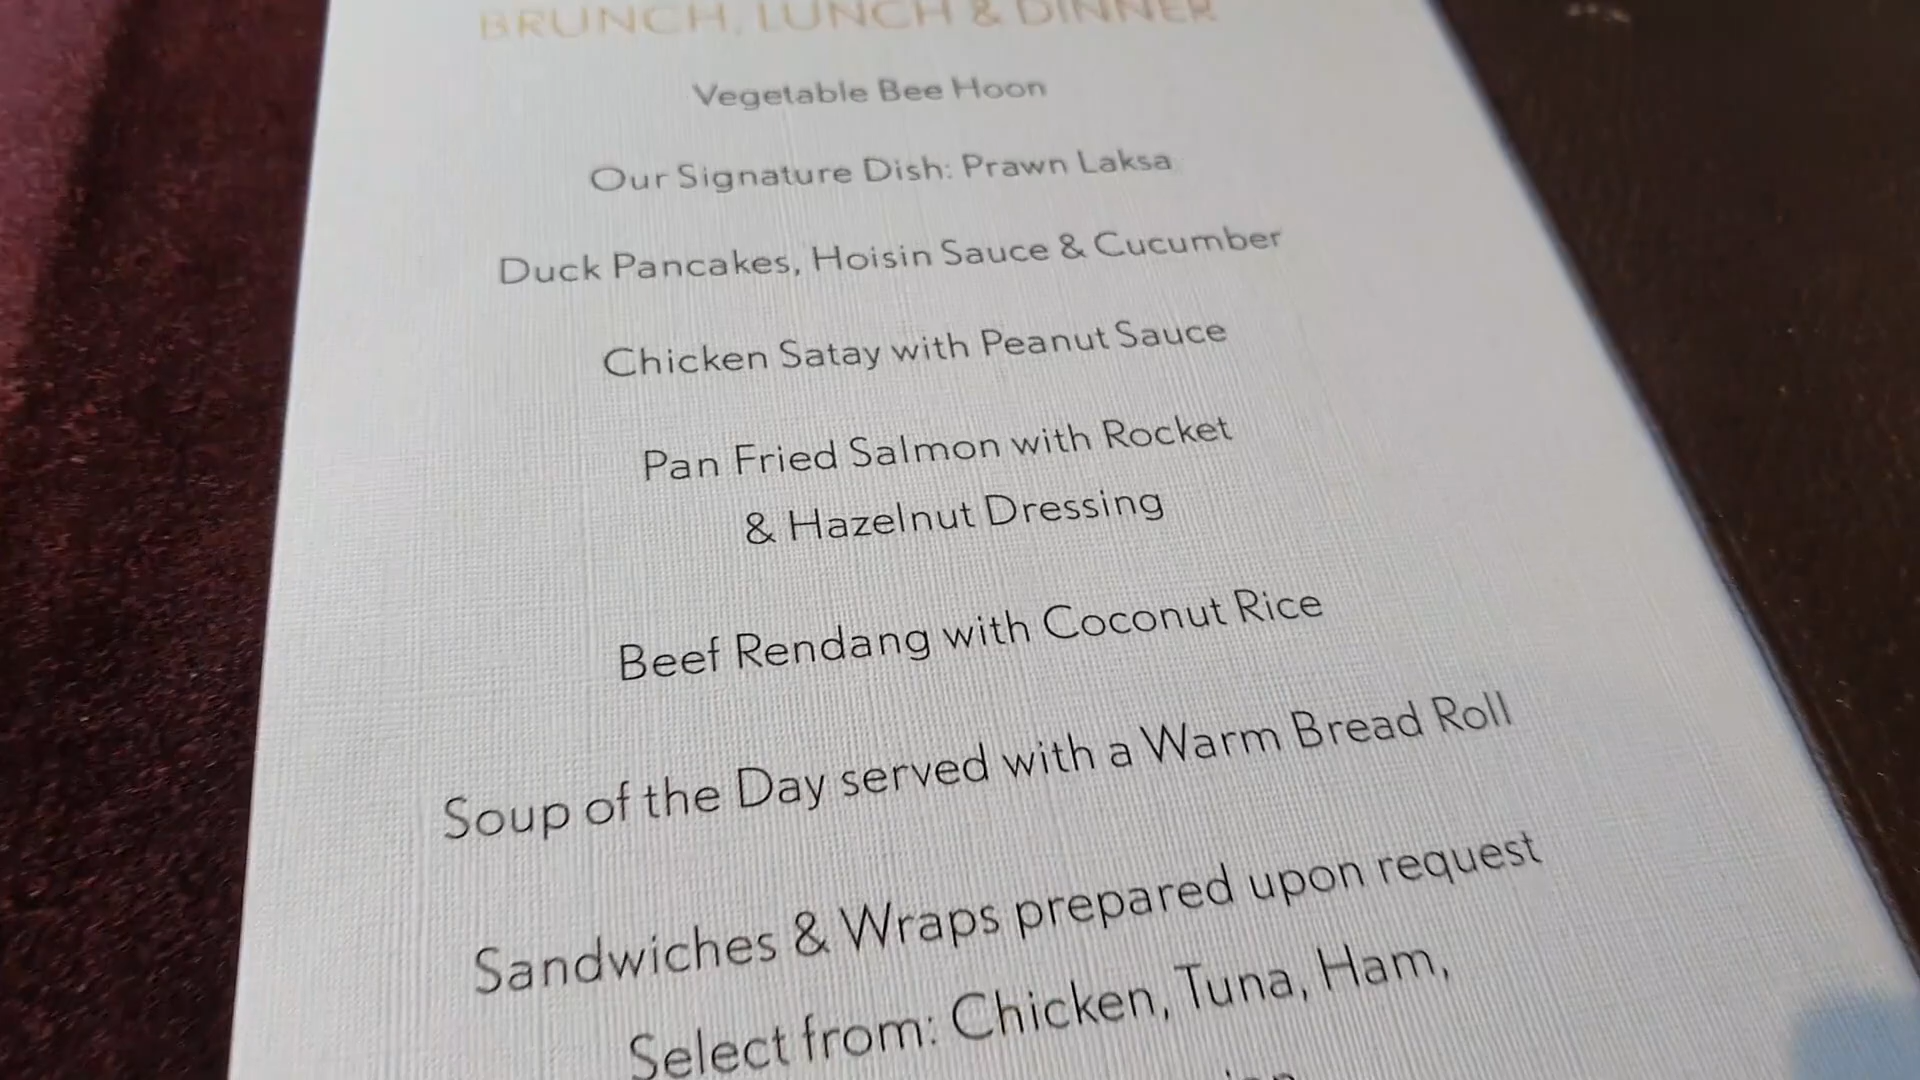 BRUNCH, LUNCH & DINNER
Vegetable Bee Hoon
Our Signature Dish: Prawn Laksa
Duck Pancakes, Hoisin Sauce & Cucumber
Chicken Satay with Peanut Sauce
Pan Fried Salmon with Rocket
& Hazelnut Dressing
Beef Rendang with Coconut Rice
Soup of the Day served with a Warm Bread Roll
Sandwiches & Wraps prepared upon request
Select from: Chicken, Tuna, Ham,